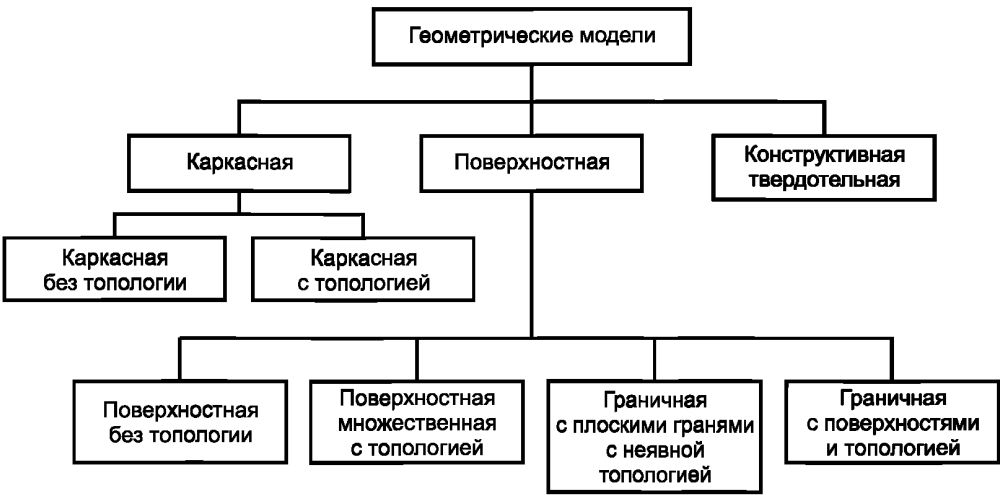 Геометрические модели
Каркасная
Поверхностная
Конструктивная
твердотельная
Каркасная
без топологии
Каркасная
с топологией
Поверхностная
без топологии
Поверхностная
множественная
с топологией
Граничная
с плоскими гранями
с неявной
топологией
Граничная
с поверхностями
и топологией